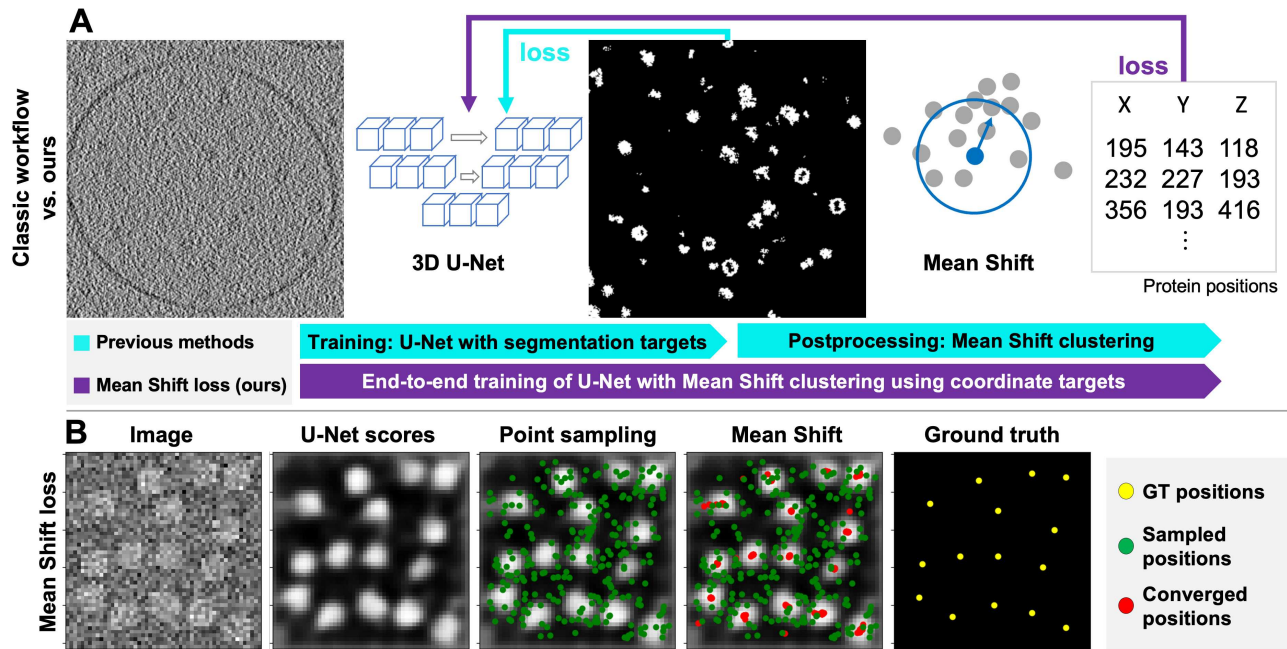 A
Classic workflow
vs. ours
loss
loss
3D U-Net
Mean Shift
X Y Z
195 143 118
232 227 193
356 193 416
⋮
Protein positions
Previous methods
Mean Shift loss (ours)
Training: U-Net with segmentation targets
Postprocessing: Mean Shift clustering
End-to-end training of U-Net with Mean Shift clustering using coordinate targets
B
Mean Shift loss
Image
U-Net scores
Point sampling
Mean Shift
Ground truth
GT positions
Sampled
positions
Converged
positions